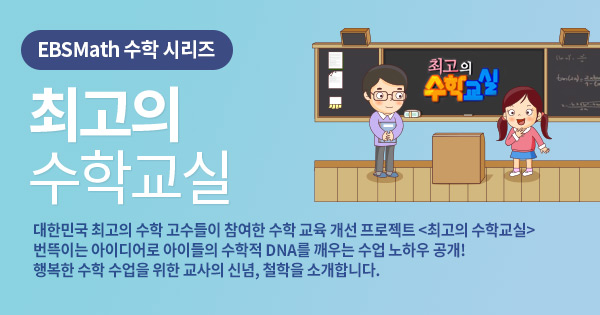 EBSMath 수학 시리즈
최고의
수학교실
최고의
수학교실
대한민국 최고의 수학 고수들이 참여한 수학 교육 개선 프로젝트 <최고의 수학교실>
번뜩이는 아이디어로 아이들의 수학적 DNA를 깨우는 수업 노하우 공개!
행복한 수학 수업을 위한 교사의 신념, 철학을 소개합니다.